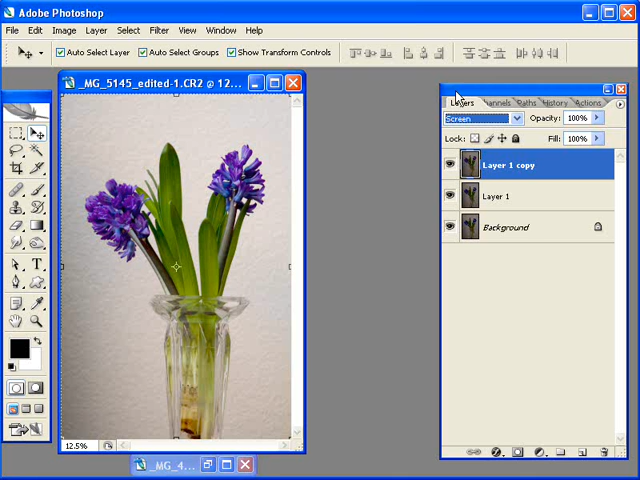 Adobe Photoshop
File Edit Image Layer Select Filter View Window Help
Auto Select Layer Auto Select Groups Show Transform Controls
_MG_5145_edited-1.CR2 @ 12...
Layers Channels Paths History Actions
Screen Opacity: 100%
Lock: Fill: 100%
Layer 1 copy
Layer 1
Background
T
12.5%
_MG_4...